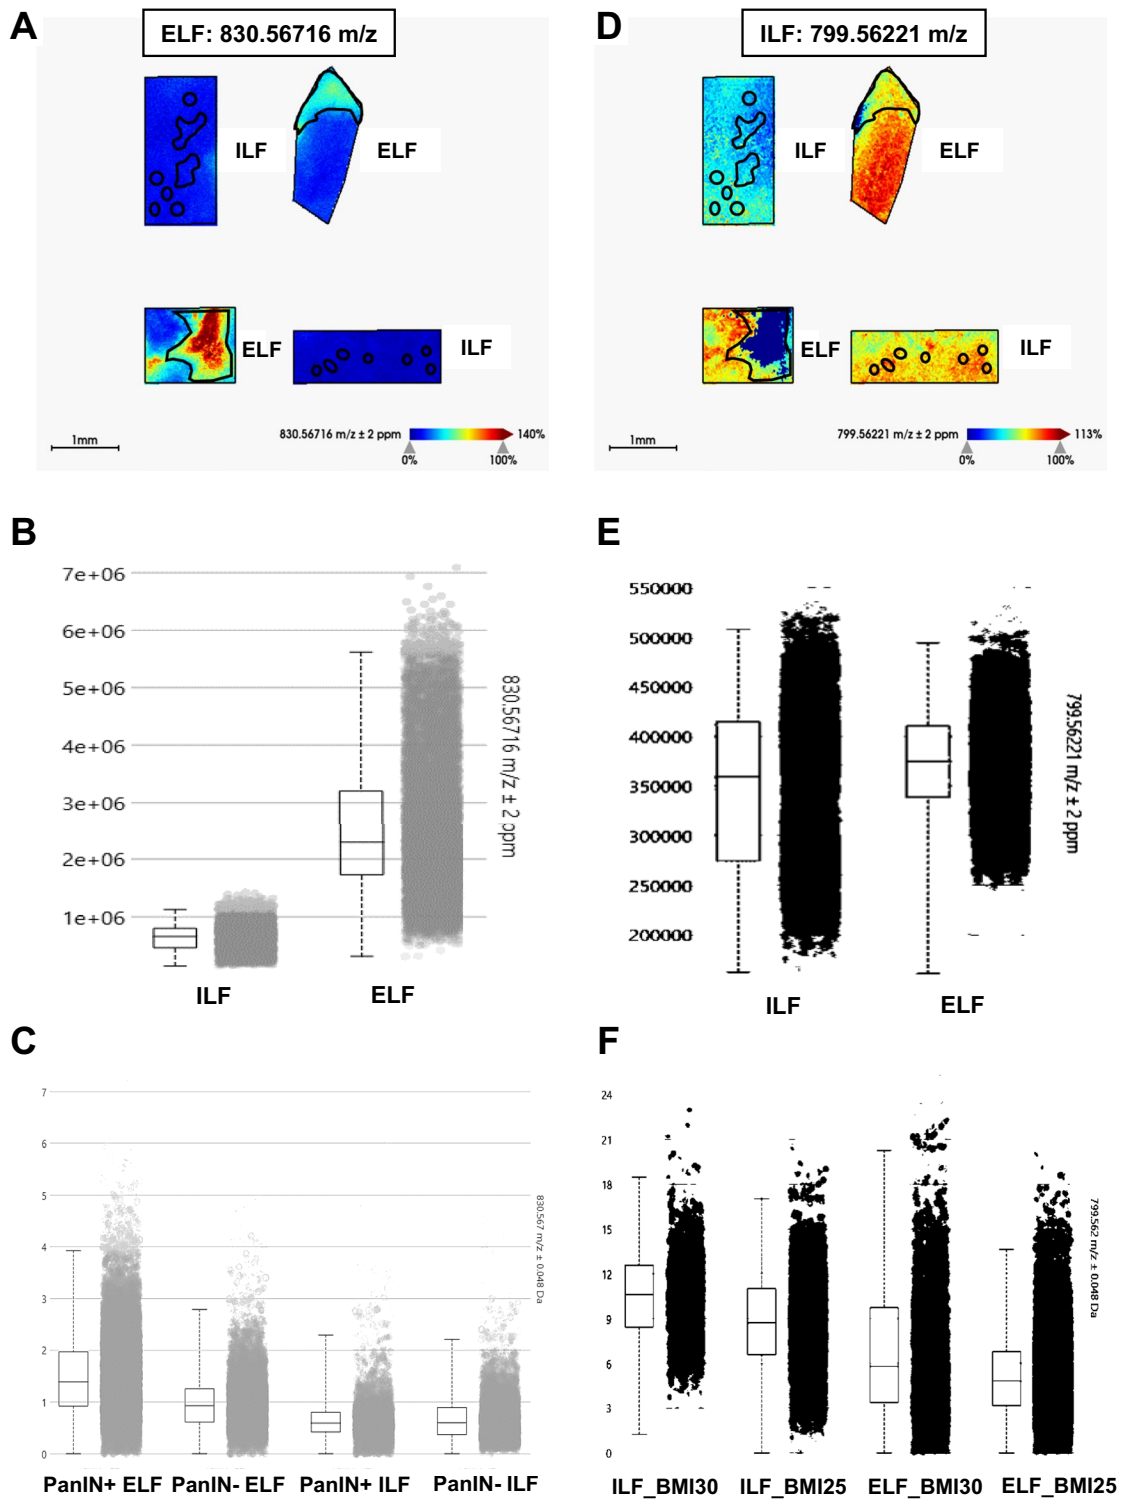 A
ELF: 830.56716 m/z
ILF
ELF
ELF
ILF
830.56716 m/z ± 2 ppm
140%
0%
100%
1mm
D
ILF: 799.56221 m/z
ILF
ELF
ELF
ILF
799.56221 m/z ± 2 ppm
113%
0%
100%
1mm
B
7e+06
6e+06
5e+06
4e+06
3e+06
2e+06
1e+06
830.56716 m/z ± 2 ppm
ILF
ELF
E
550000
500000
450000
400000
350000
300000
250000
200000
799.56221 m/z ± 2 ppm
ILF
ELF
C
7
6
5
4
3
2
1
0
830.567 m/z ± 0.048 Da
PanIN+ ELF
PanIN- ELF
PanIN+ ILF
PanIN- ILF
F
24
21
18
15
12
9
6
3
0
799.562 m/z ± 0.048 Da
ILF_BMI30
ILF_BMI25
ELF_BMI30
ELF_BMI25